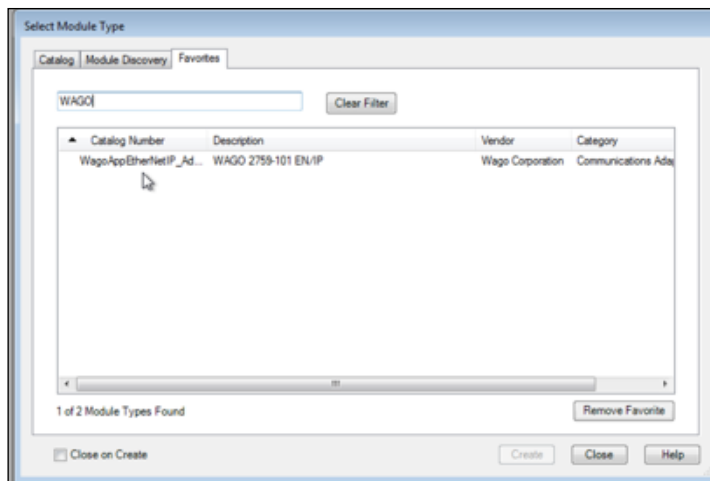 Select Module Type
Catalog Module Discovery Favorites
WAGO Clear Filter
Catalog Number Description Vendor Category
WagoAppEtherNetIP_Ad... WAGO 2759-101 EN/IP Wago Corporation Communications Ada
1 of 2 Module Types Found Remove Favorite
Close on Create Create Close Help